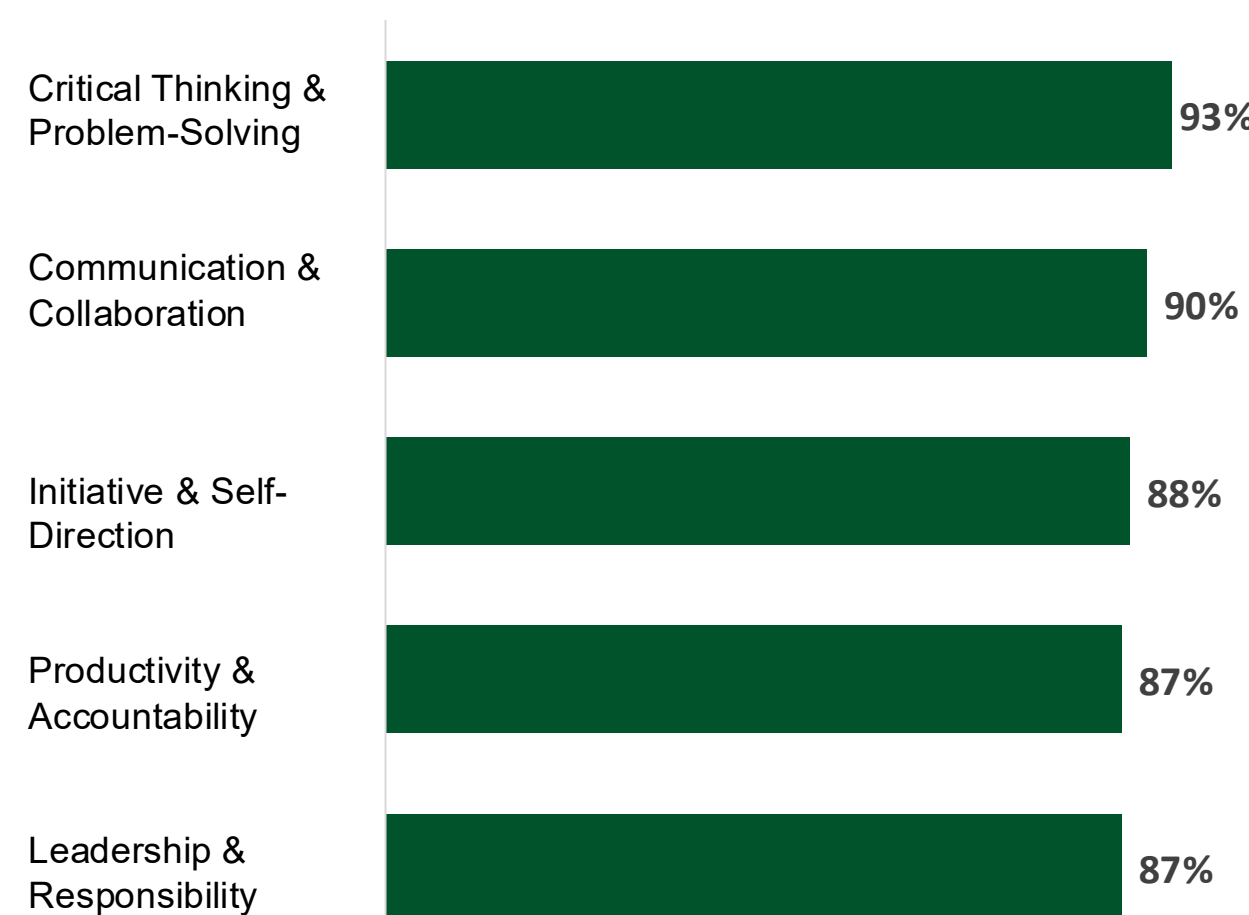 Critical Thinking &
Problem-Solving
93%
Communication &
Collaboration
90%
Initiative & Self-
Direction
88%
Productivity &
Accountability
87%
Leadership &
Responsibility
87%